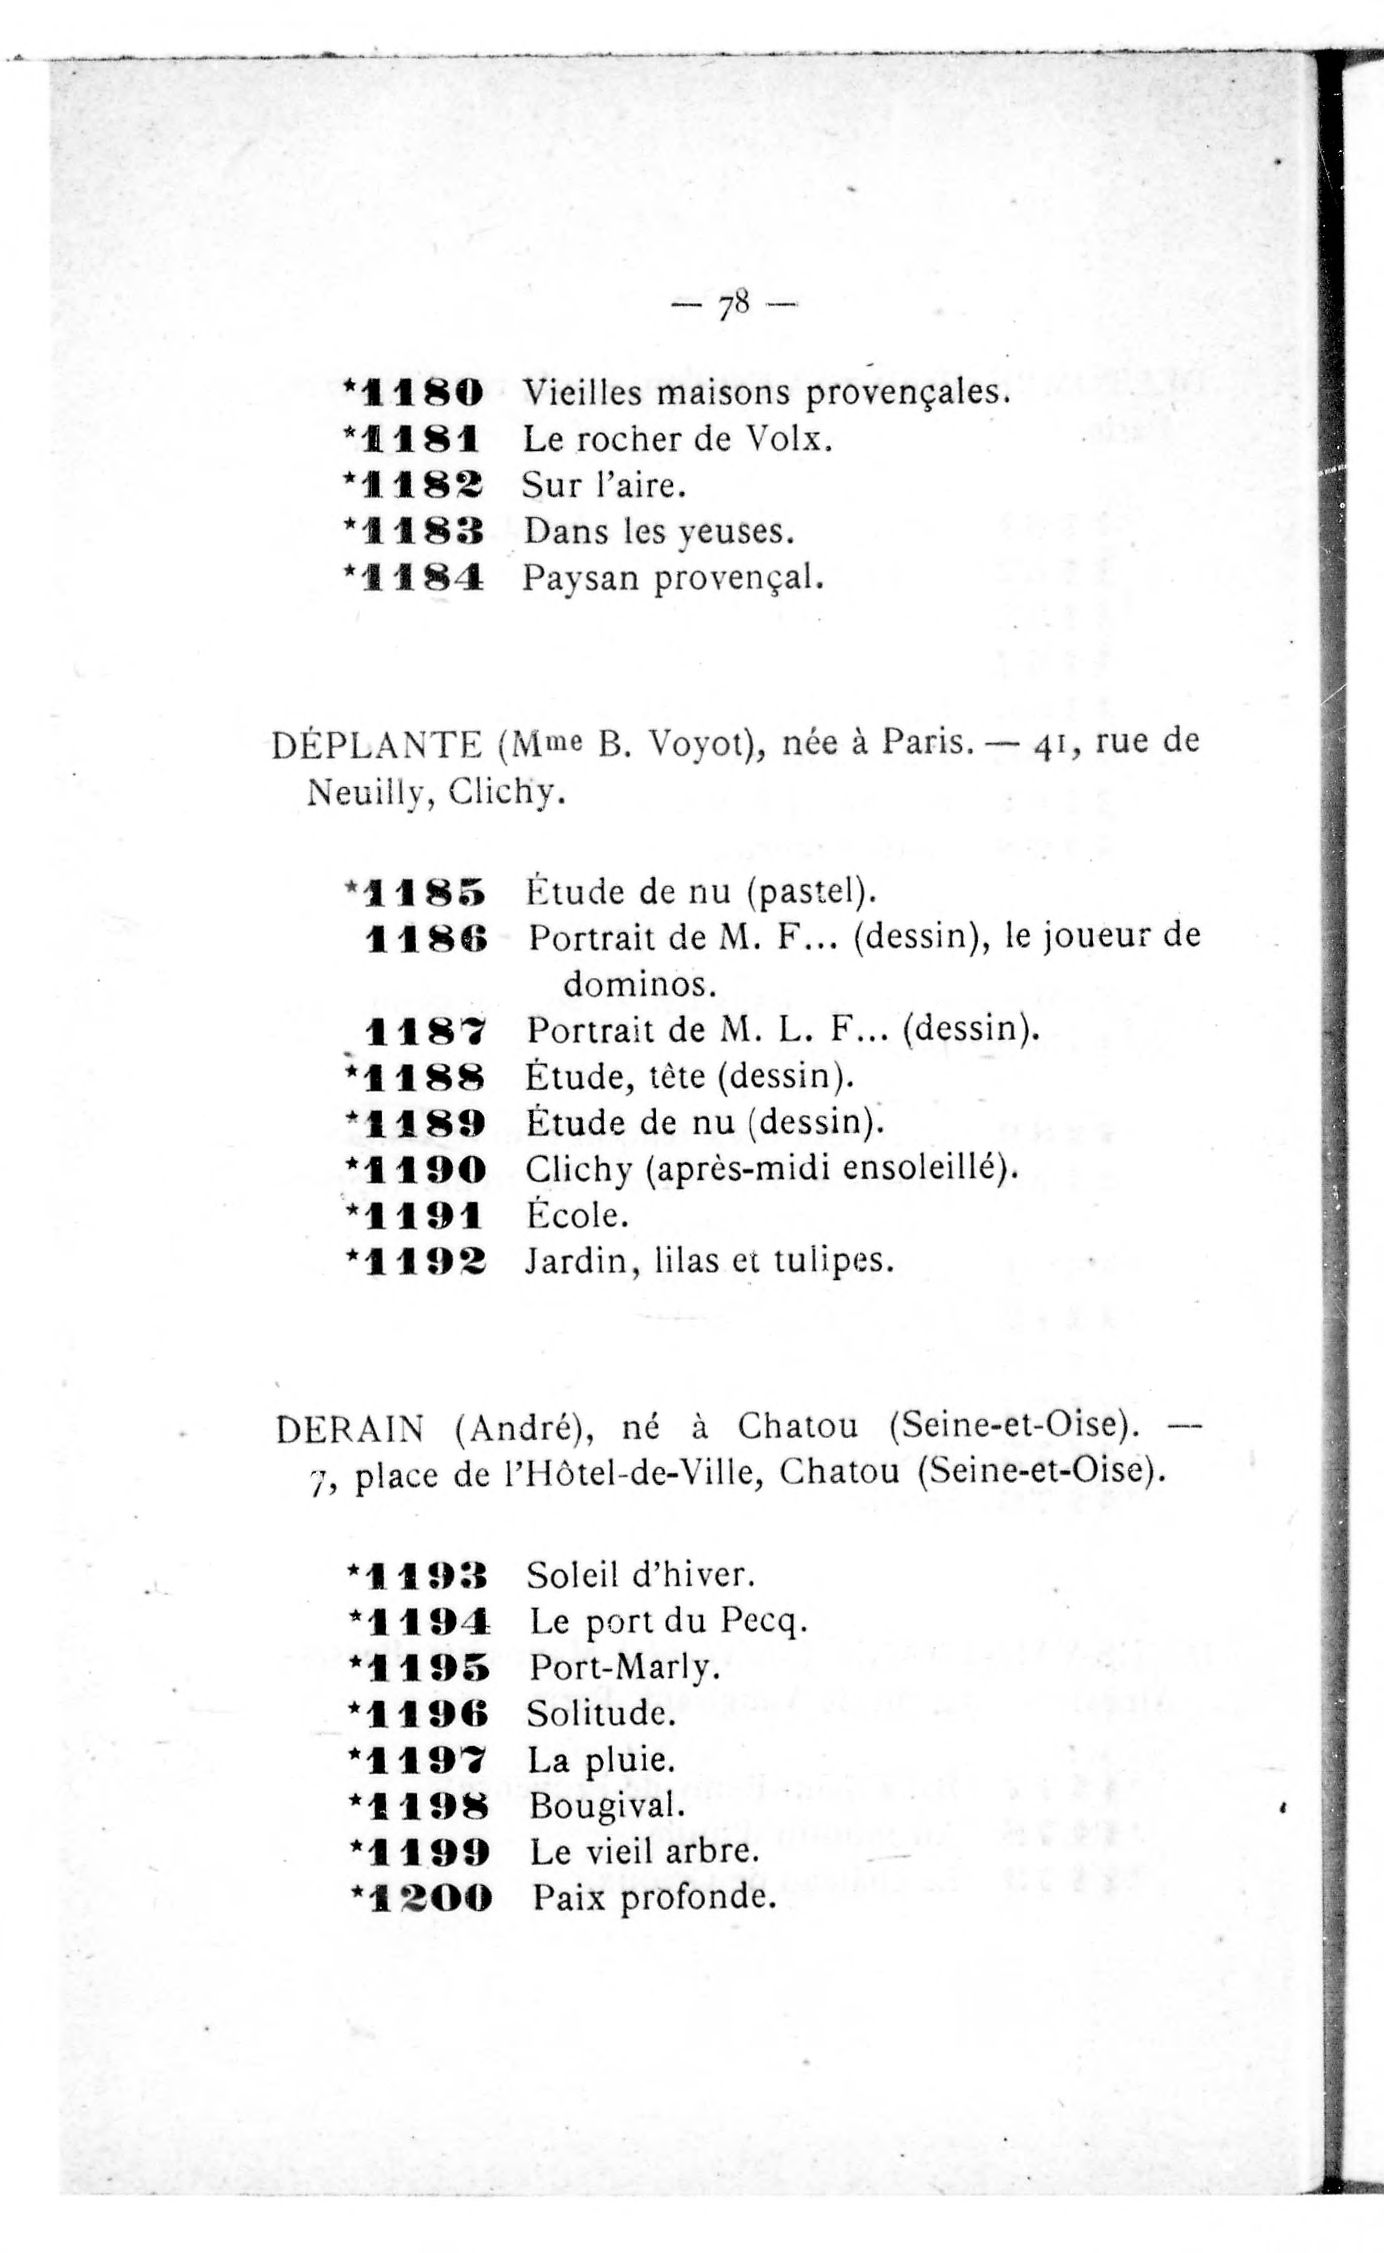 — 78 —
*1180 Vieilles maisons provençales.
*1181 Le rocher de Volx.
*1182 Sur l'aire.
*1183 Dans les yeuses.
*1184 Paysan provençal.
DÉPLANTE (Mme B. Voyot), née à Paris. — 41, rue de
Neuilly, Clichy.
*1185 Étude de nu (pastel).
1186 Portrait de M. F... (dessin), le joueur de
dominos.
1187 Portrait de M. L. F... (dessin).
*1188 Étude, tête (dessin).
*1189 Étude de nu (dessin).
*1190 Clichy (après-midi ensoleillé).
*1191 École.
*1192 Jardin, lilas et tulipes.
DERAIN (André), né à Chatou (Seine-et-Oise). —
7, place de l'Hôtel-de-Ville, Chatou (Seine-et-Oise).
*1193 Soleil d'hiver.
*1194 Le port du Pecq.
*1195 Port-Marly.
*1196 Solitude.
*1197 La pluie.
*1198 Bougival.
*1199 Le vieil arbre.
*1200 Paix profonde.